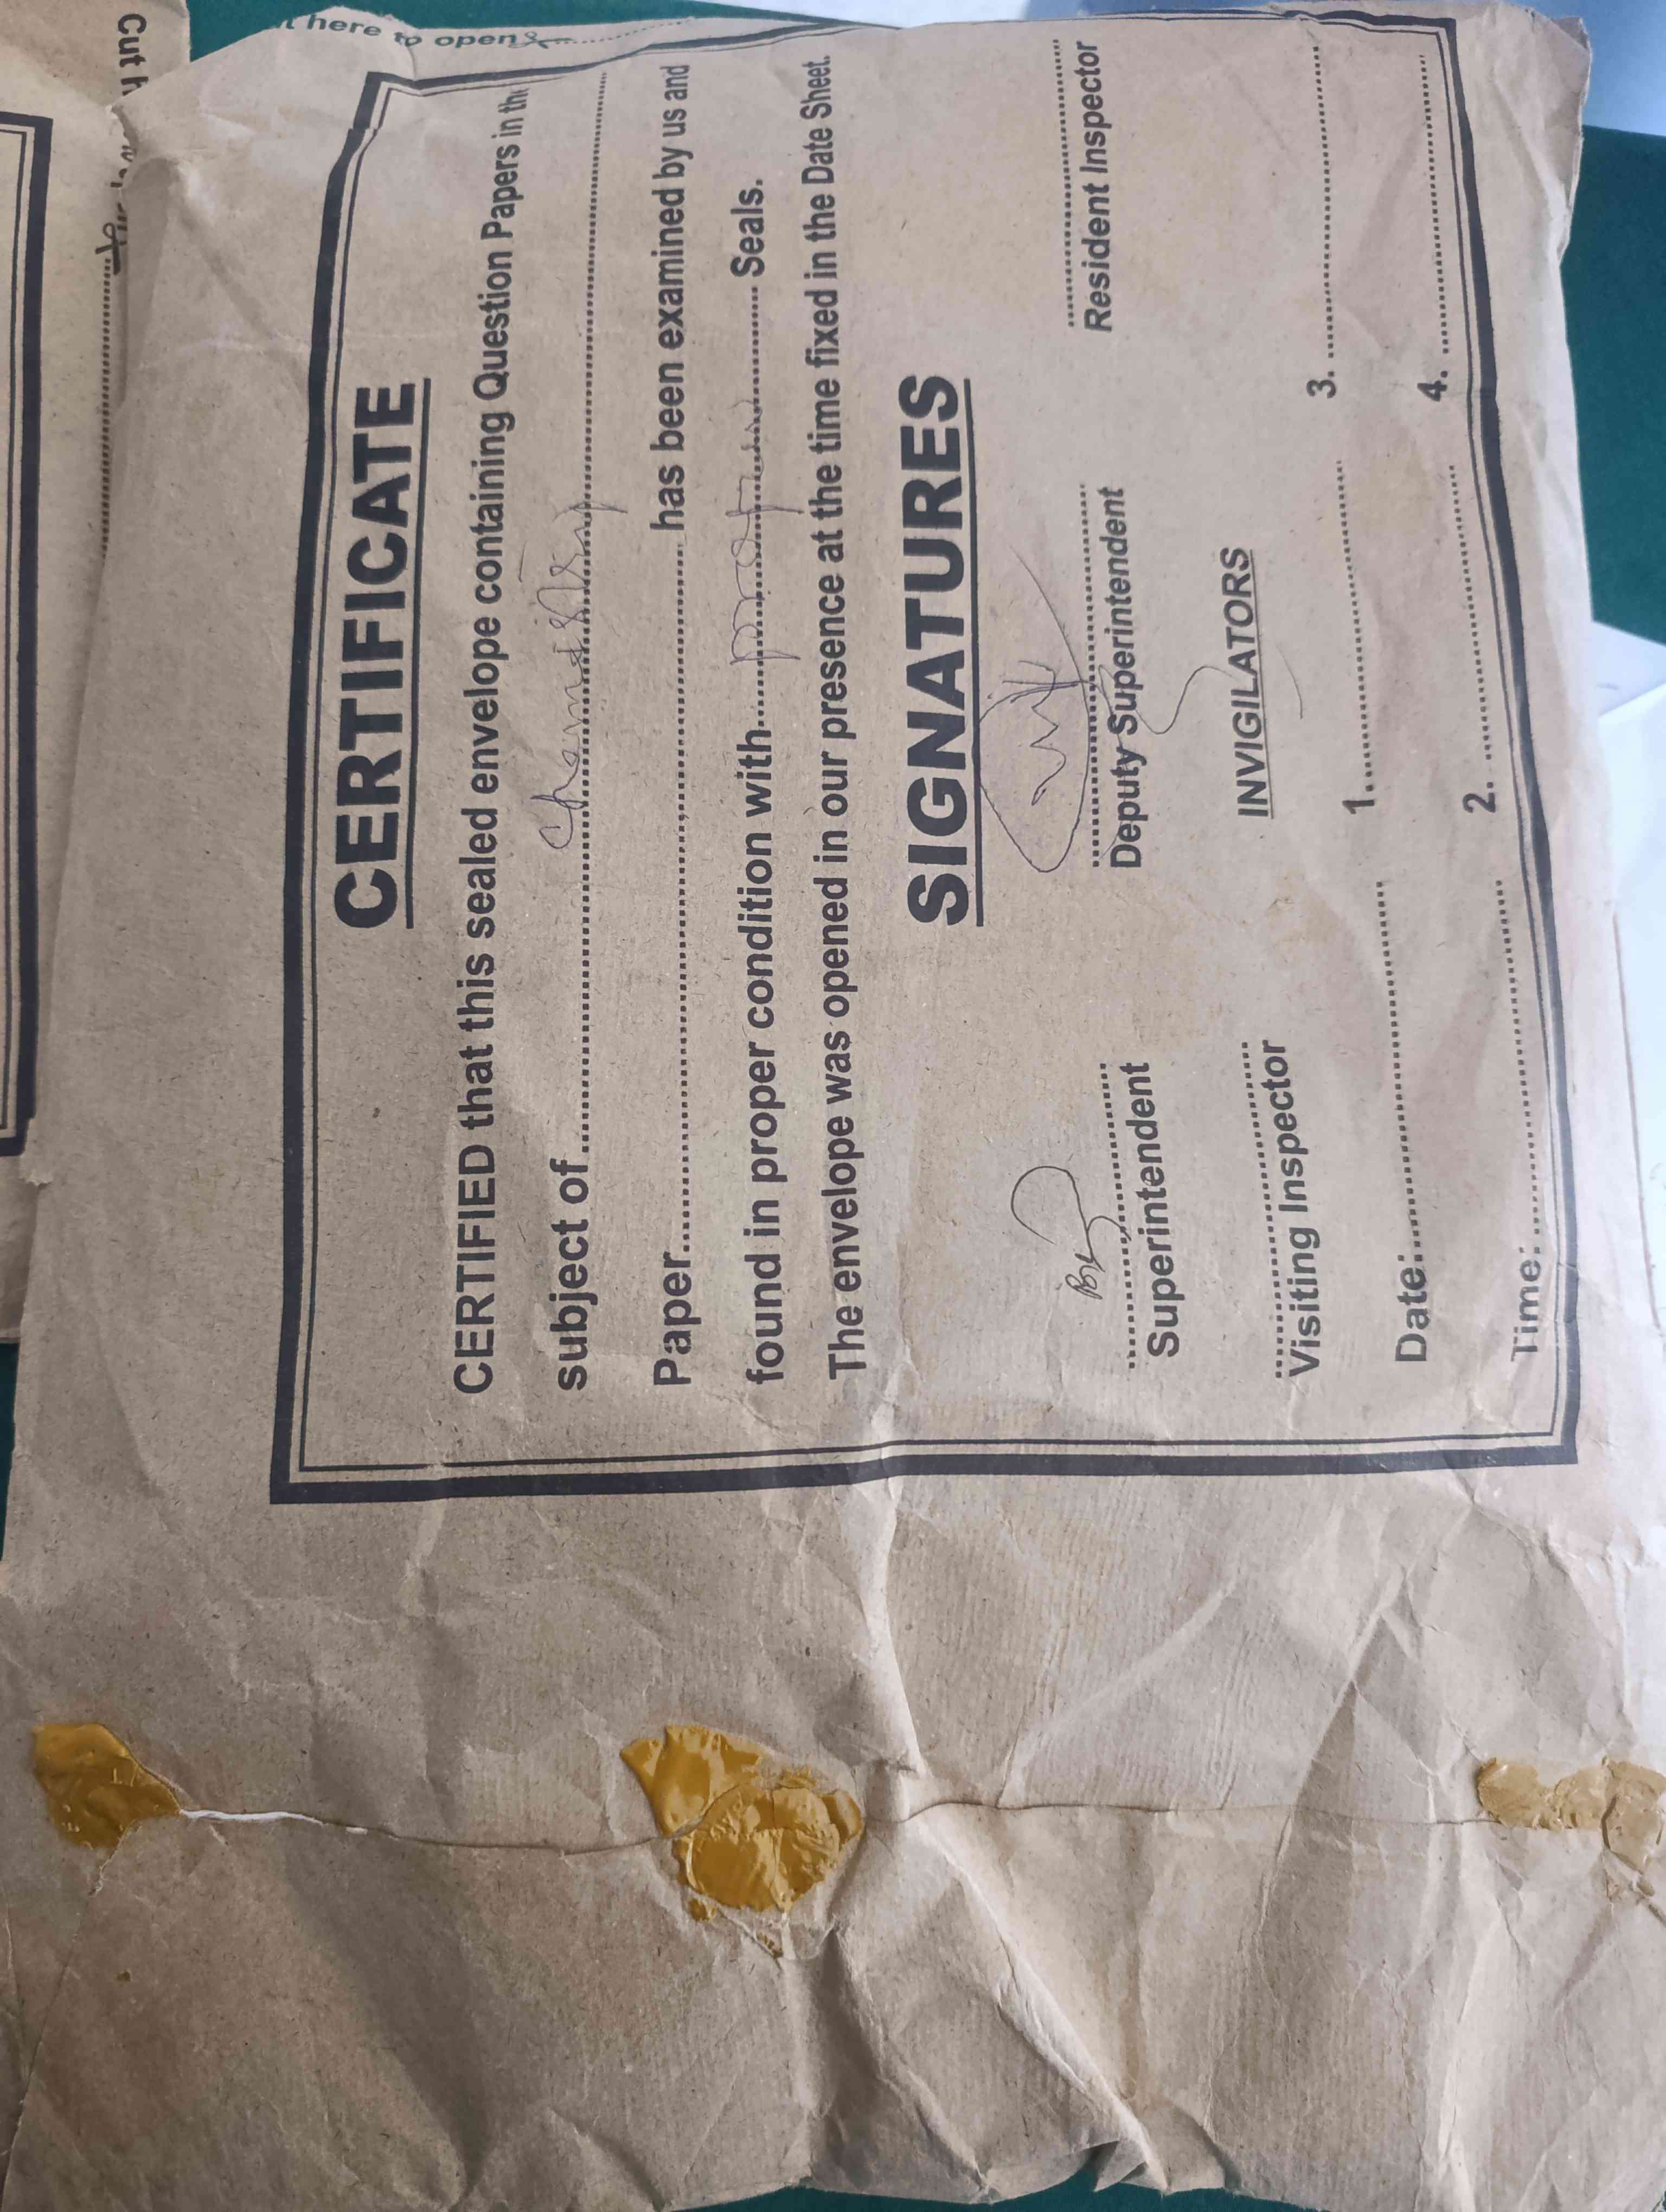 here to open
Cut h
CERTIFICATE
CERTIFIED that this sealed envelope containing Question Papers in the
subject of........Chemistry........
Paper........has been examined by us and
found in proper condition with........proper........Seals.
The envelope was opened in our presence at the time fixed in the Date Sheet.
SIGNATURES
Superintendent Deputy Superintendent Resident Inspector
Visiting Inspector INVIGILATORS
Date:........ 1......... 3. ........
Time:........ 2. ........ 4. ........